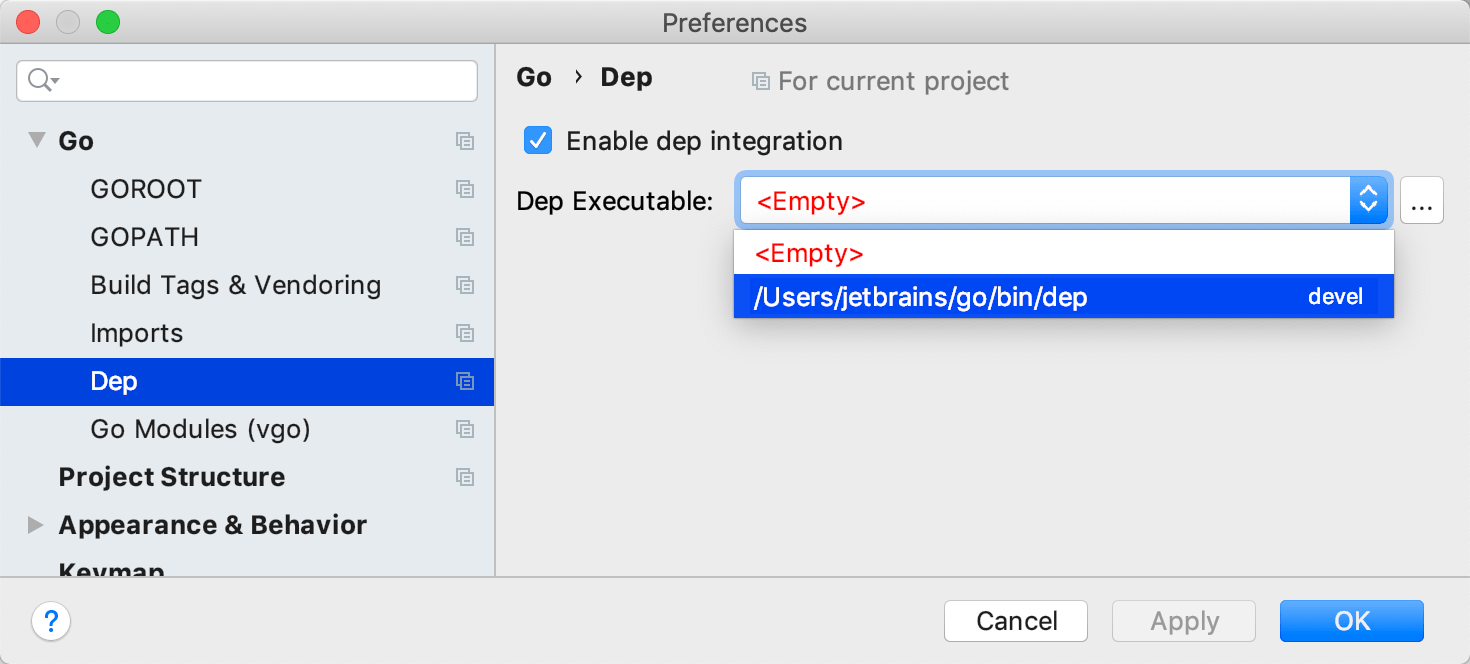 Preferences
Go › Dep For current project
Go
GOROOT
GOPATH
Build Tags & Vendoring
Imports
Dep
Go Modules (vgo)
Project Structure
Appearance & Behavior
Keymap
Enable dep integration
Dep Executable: <Empty> ...
<Empty>
/Users/jetbrains/go/bin/dep devel
? Cancel Apply OK